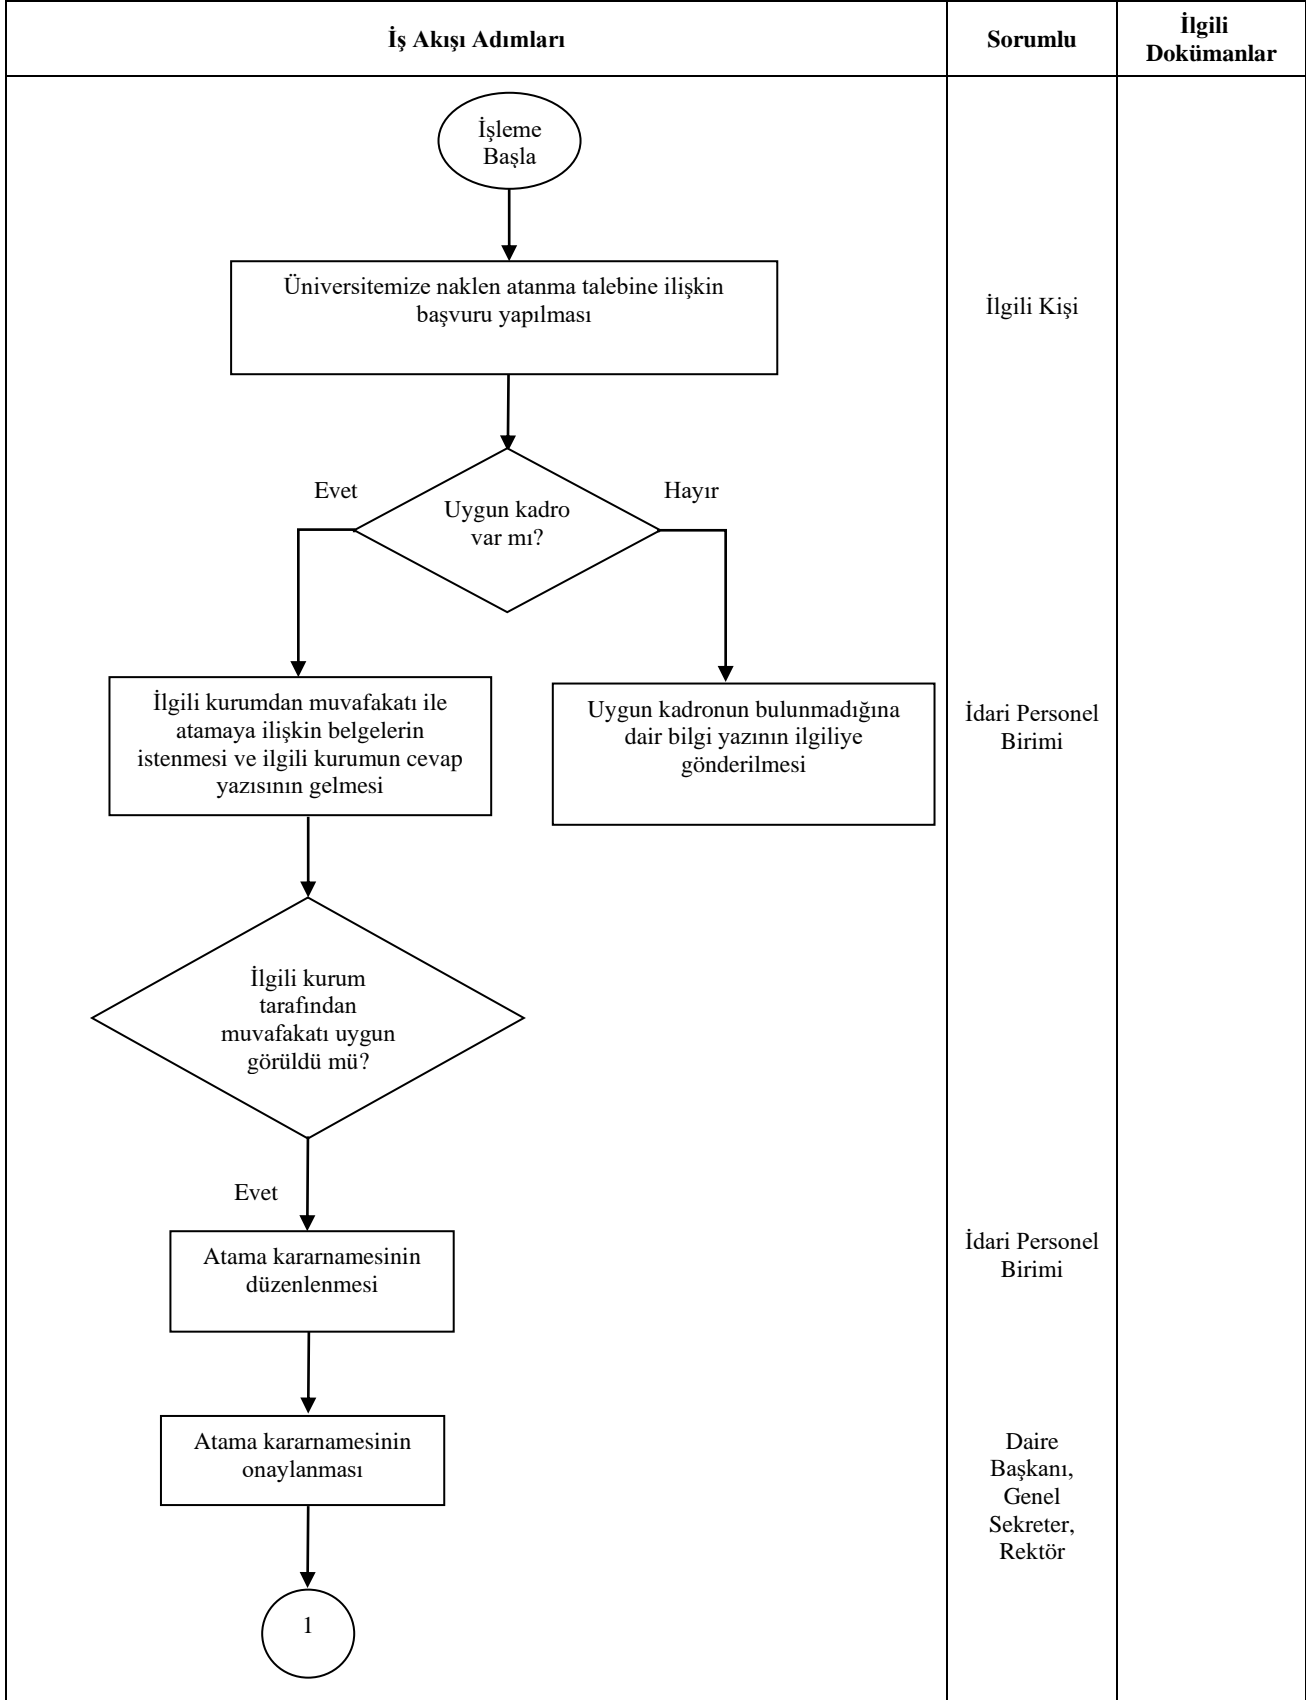 İş Akışı Adımları
Sorumlu
İlgili
Dokümanlar
İşleme
Başla
Üniversitemize naklen atanma talebine ilişkin
başvuru yapılması
İlgili Kişi
Evet
Hayır
Uygun kadro
var mı?
İlgili kurumdan muvafakatı ile
atamaya ilişkin belgelerin
istenmesi ve ilgili kurumun cevap
yazısının gelmesi
Uygun kadronun bulunmadığına
dair bilgi yazının ilgiliye
gönderilmesi
İdari Personel
Birimi
İlgili kurum
tarafından
muvafakatı uygun
görüldü mü?
Evet
Atama kararnamesinin
düzenlenmesi
İdari Personel
Birimi
Atama kararnamesinin
onaylanması
Daire
Başkanı,
Genel
Sekreter,
Rektör
1